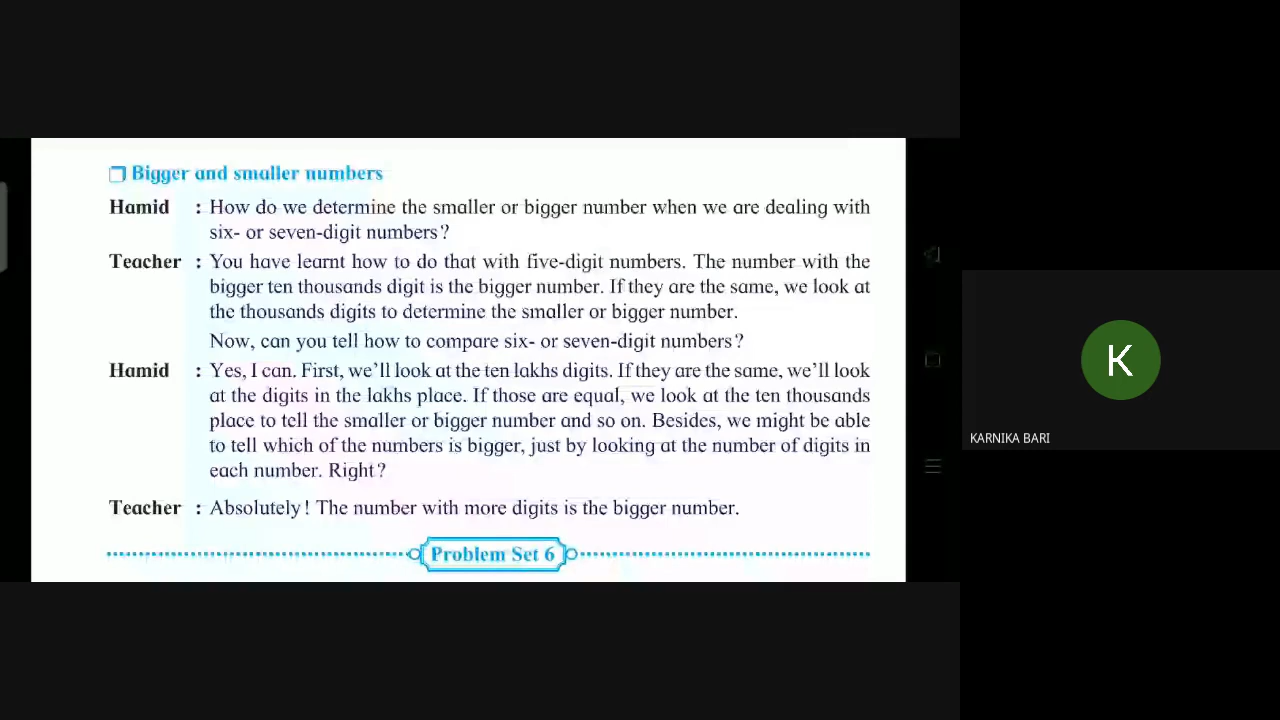 Bigger and smaller numbers
Hamid : How do we determine the smaller or bigger number when we are dealing with
six- or seven-digit numbers?
Teacher : You have learnt how to do that with five-digit numbers. The number with the
bigger ten thousands digit is the bigger number. If they are the same, we look at
the thousands digits to determine the smaller or bigger number.
Now, can you tell how to compare six- or seven-digit numbers?
Hamid : Yes, I can. First, we'll look at the ten lakhs digits. If they are the same, we'll look
at the digits in the lakhs place. If those are equal, we look at the ten thousands
place to tell the smaller or bigger number and so on. Besides, we might be able
to tell which of the numbers is bigger, just by looking at the number of digits in
each number. Right?
Teacher : Absolutely! The number with more digits is the bigger number.
Problem Set 6
K
KARNIKA BARI